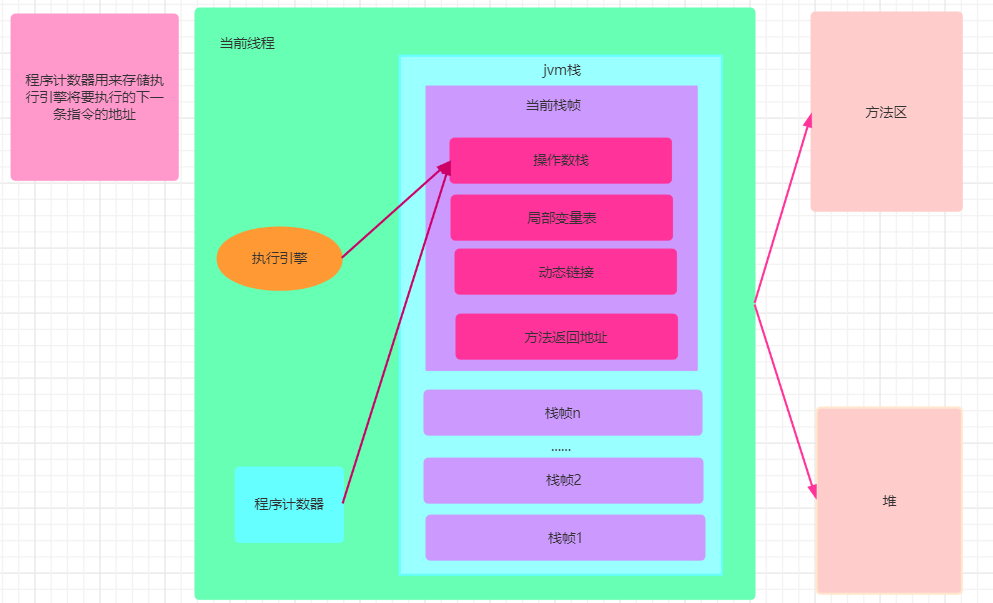 程序计数器用来存储执
行引擎将要执行的下一
条指令的地址
当前线程
jvm栈
当前栈帧
操作数栈
局部变量表
动态链接
方法返回地址
栈帧n
......
栈帧2
栈帧1
执行引擎
程序计数器
方法区
堆